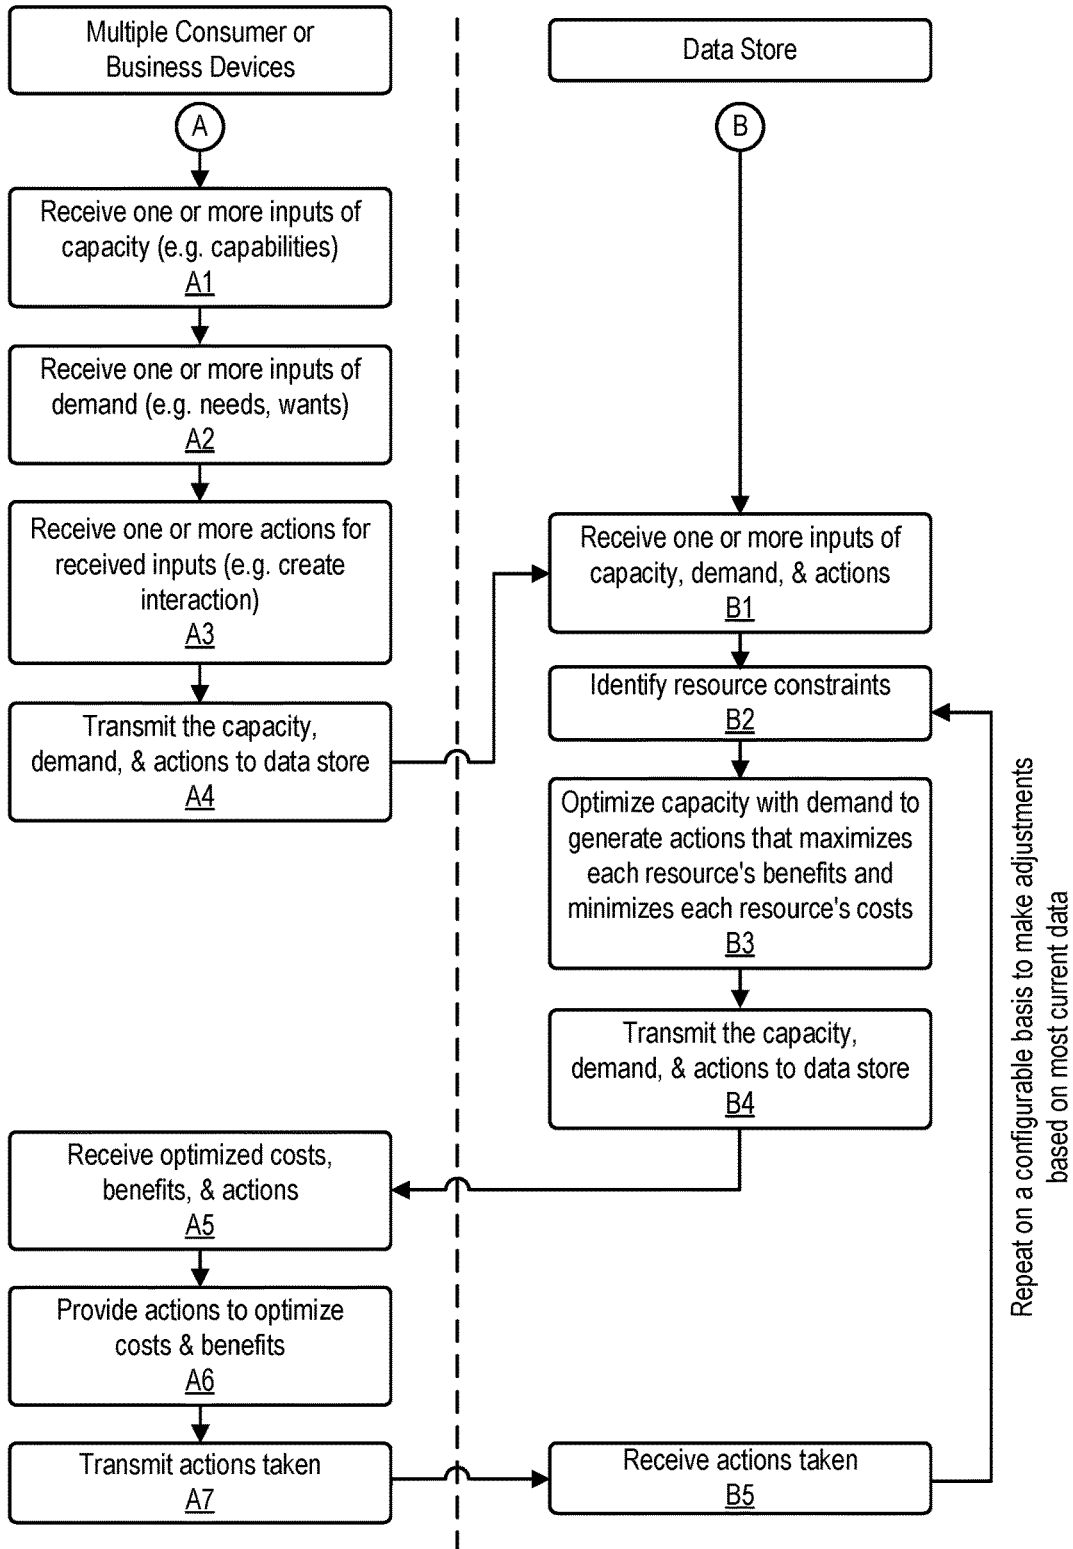 Multiple Consumer or
Business Devices
A
Receive one or more inputs of
capacity (e.g. capabilities)
A1
Receive one or more inputs of
demand (e.g. needs, wants)
A2
Receive one or more actions for
received inputs (e.g. create
interaction)
A3
Transmit the capacity,
demand, & actions to data store
A4
Receive optimized costs,
benefits, & actions
A5
Provide actions to optimize
costs & benefits
A6
Transmit actions taken
A7
Data Store
B
Receive one or more inputs of
capacity, demand, & actions
B1
Identify resource constraints
B2
Optimize capacity with demand to
generate actions that maximizes
each resource's benefits and
minimizes each resource's costs
B3
Transmit the capacity,
demand, & actions to data store
B4
Receive actions taken
B5
Repeat on a configurable basis to make adjustments
based on most current data